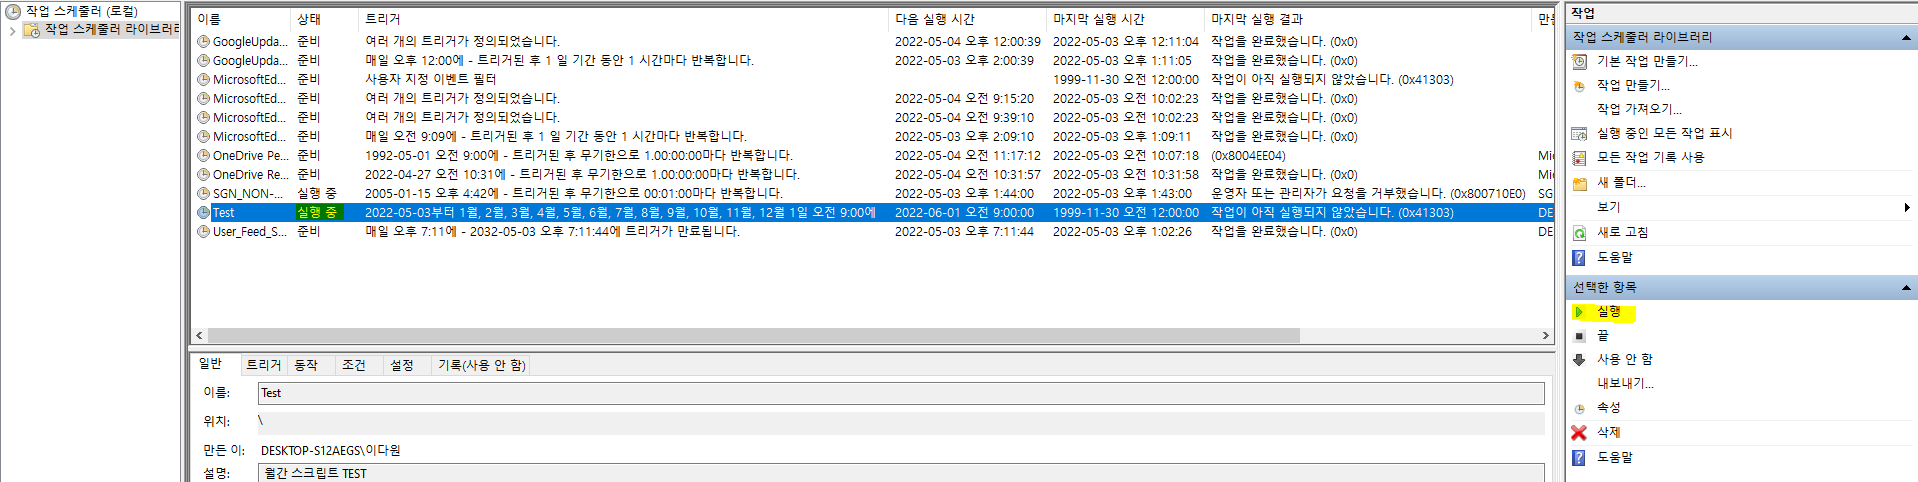 작업 스케줄러 (로컬)
작업 스케줄러 라이브러리
이름 상태 트리거 다음 실행 시간 마지막 실행 시간 마지막 실행 결과 만든
GoogleUpda... 준비 여러 개의 트리거가 정의되었습니다. 2022-05-04 오후 12:00:39 2022-05-03 오후 12:11:04 작업을 완료했습니다. (0x0)
GoogleUpda... 준비 매일 오후 12:00에 - 트리거된 후 1 일 기간 동안 1 시간마다 반복합니다. 2022-05-03 오후 2:00:39 2022-05-03 오후 1:11:05 작업을 완료했습니다. (0x0)
MicrosoftEd... 준비 사용자 지정 이벤트 필터 1999-11-30 오전 12:00:00 작업이 아직 실행되지 않았습니다. (0x41303)
MicrosoftEd... 준비 여러 개의 트리거가 정의되었습니다. 2022-05-04 오전 9:15:20 2022-05-03 오전 10:02:23 작업을 완료했습니다. (0x0)
MicrosoftEd... 준비 여러 개의 트리거가 정의되었습니다. 2022-05-04 오전 9:39:10 2022-05-03 오전 10:02:23 작업을 완료했습니다. (0x0)
MicrosoftEd... 준비 매일 오전 9:09에 - 트리거된 후 1 일 기간 동안 1 시간마다 반복합니다. 2022-05-03 오후 2:09:10 2022-05-03 오후 1:09:11 작업을 완료했습니다. (0x0)
OneDrive Re... 준비 1992-05-01 오전 9:00에 - 트리거된 후 무기한으로 1.00:00:00마다 반복합니다. 2022-05-04 오전 11:17:12 2022-05-03 오전 10:07:18 (0x8004EE04) Mic
OneDrive Re... 준비 2022-04-27 오전 10:31에 - 트리거된 후 무기한으로 1.00:00:00마다 반복합니다. 2022-05-04 오전 10:31:57 2022-05-03 오전 10:31:58 작업을 완료했습니다. (0x0) Mic
SGN_NON-... 실행 중 2005-01-15 오후 4:42에 - 트리거된 후 무기한으로 00:01:00마다 반복합니다. 2022-05-03 오후 1:44:00 2022-05-03 오후 1:43:00 운영자 또는 관리자가 요청을 거부했습니다. (0x800710E0) SG
Test 실행 중 2022-05-03부터 1월, 2월, 3월, 4월, 5월, 6월, 7월, 8월, 9월, 10월, 11월, 12월 1일 오전 9:00에 2022-06-01 오전 9:00:00 1999-11-30 오전 12:00:00 작업이 아직 실행되지 않았습니다. (0x41303) DE
User_Feed_S... 준비 매일 오후 7:11에 - 2032-05-03 오후 7:11:44에 트리거가 만료됩니다. 2022-05-03 오후 7:11:44 2022-05-03 오후 1:02:26 작업을 완료했습니다. (0x0) DE
일반 트리거 동작 조건 설정 기록(사용 안 함)
이름: Test
위치: \
만든 이: DESKTOP-S12AEGS\이다원
설명: 월간 스크립트 TEST
작업
작업 스케줄러 라이브러리
기본 작업 만들기...
작업 만들기...
작업 가져오기...
실행 중인 모든 작업 표시
모든 작업 기록 사용
새 폴더...
보기
새로 고침
도움말
선택한 항목
실행
끝
사용 안 함
내보내기...
속성
삭제
도움말